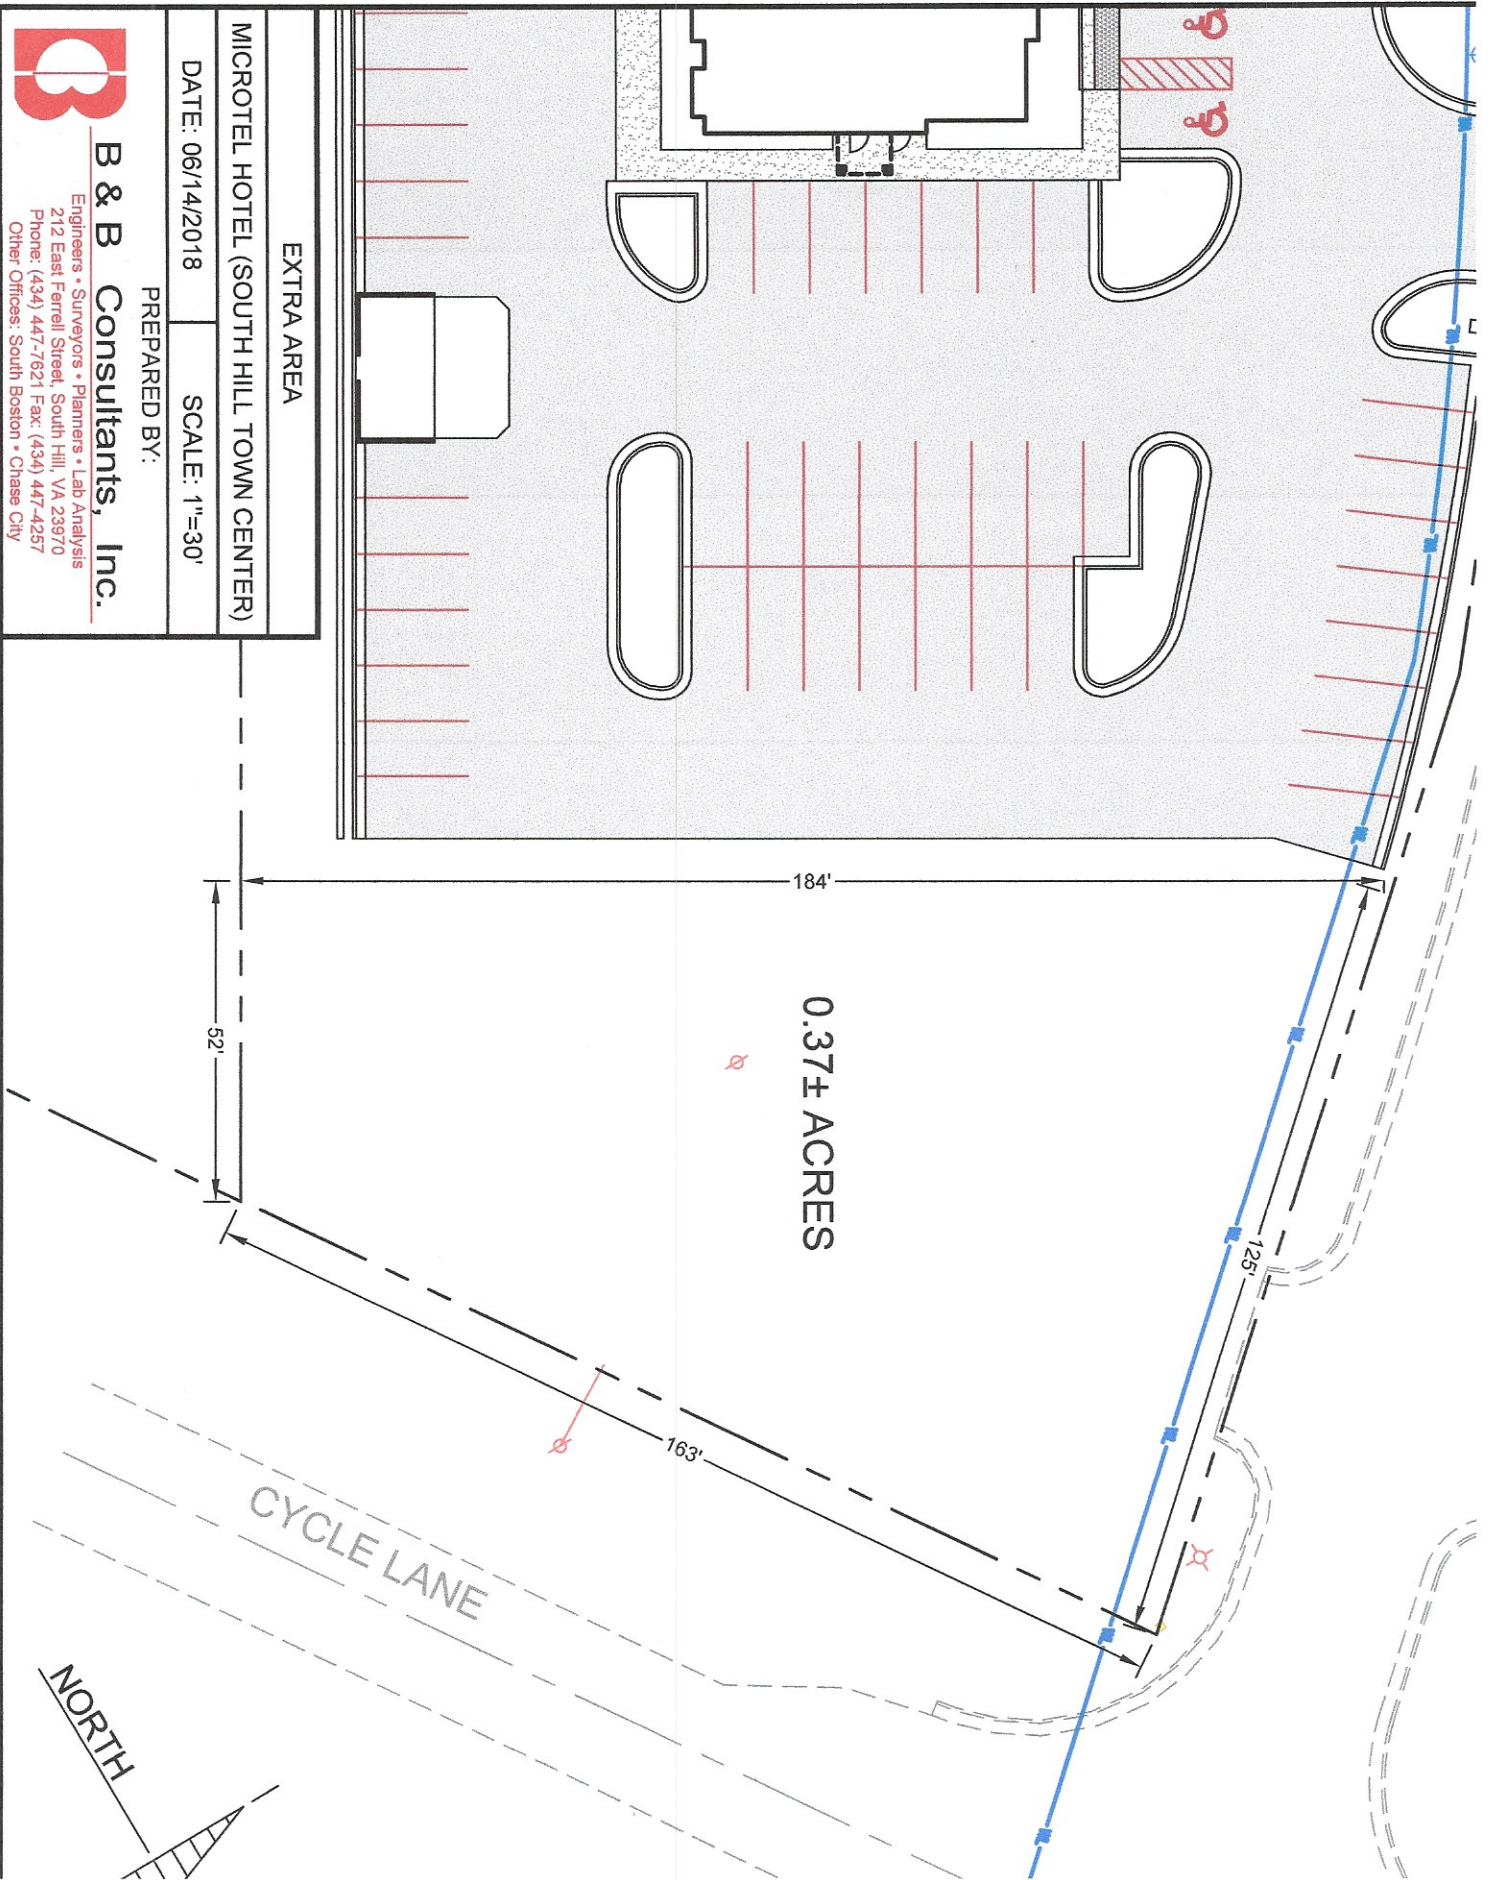 EXTRA AREA
MICROTEL HOTEL (SOUTH HILL TOWN CENTER)
DATE: 06/14/2018
SCALE: 1"=30'
PREPARED BY:
B & B Consultants, Inc.
Engineers • Surveyors • Planners • Lab Analysis
212 East Ferrell Street, South Hill, VA 23970
Phone: (434) 447-7621 Fax: (434) 447-4257
Other Offices: South Boston • Chase City
184'
0.37± ACRES
52'
125'
163'
CYCLE LANE
NORTH
W
W
W
W
W
W
W
W
W